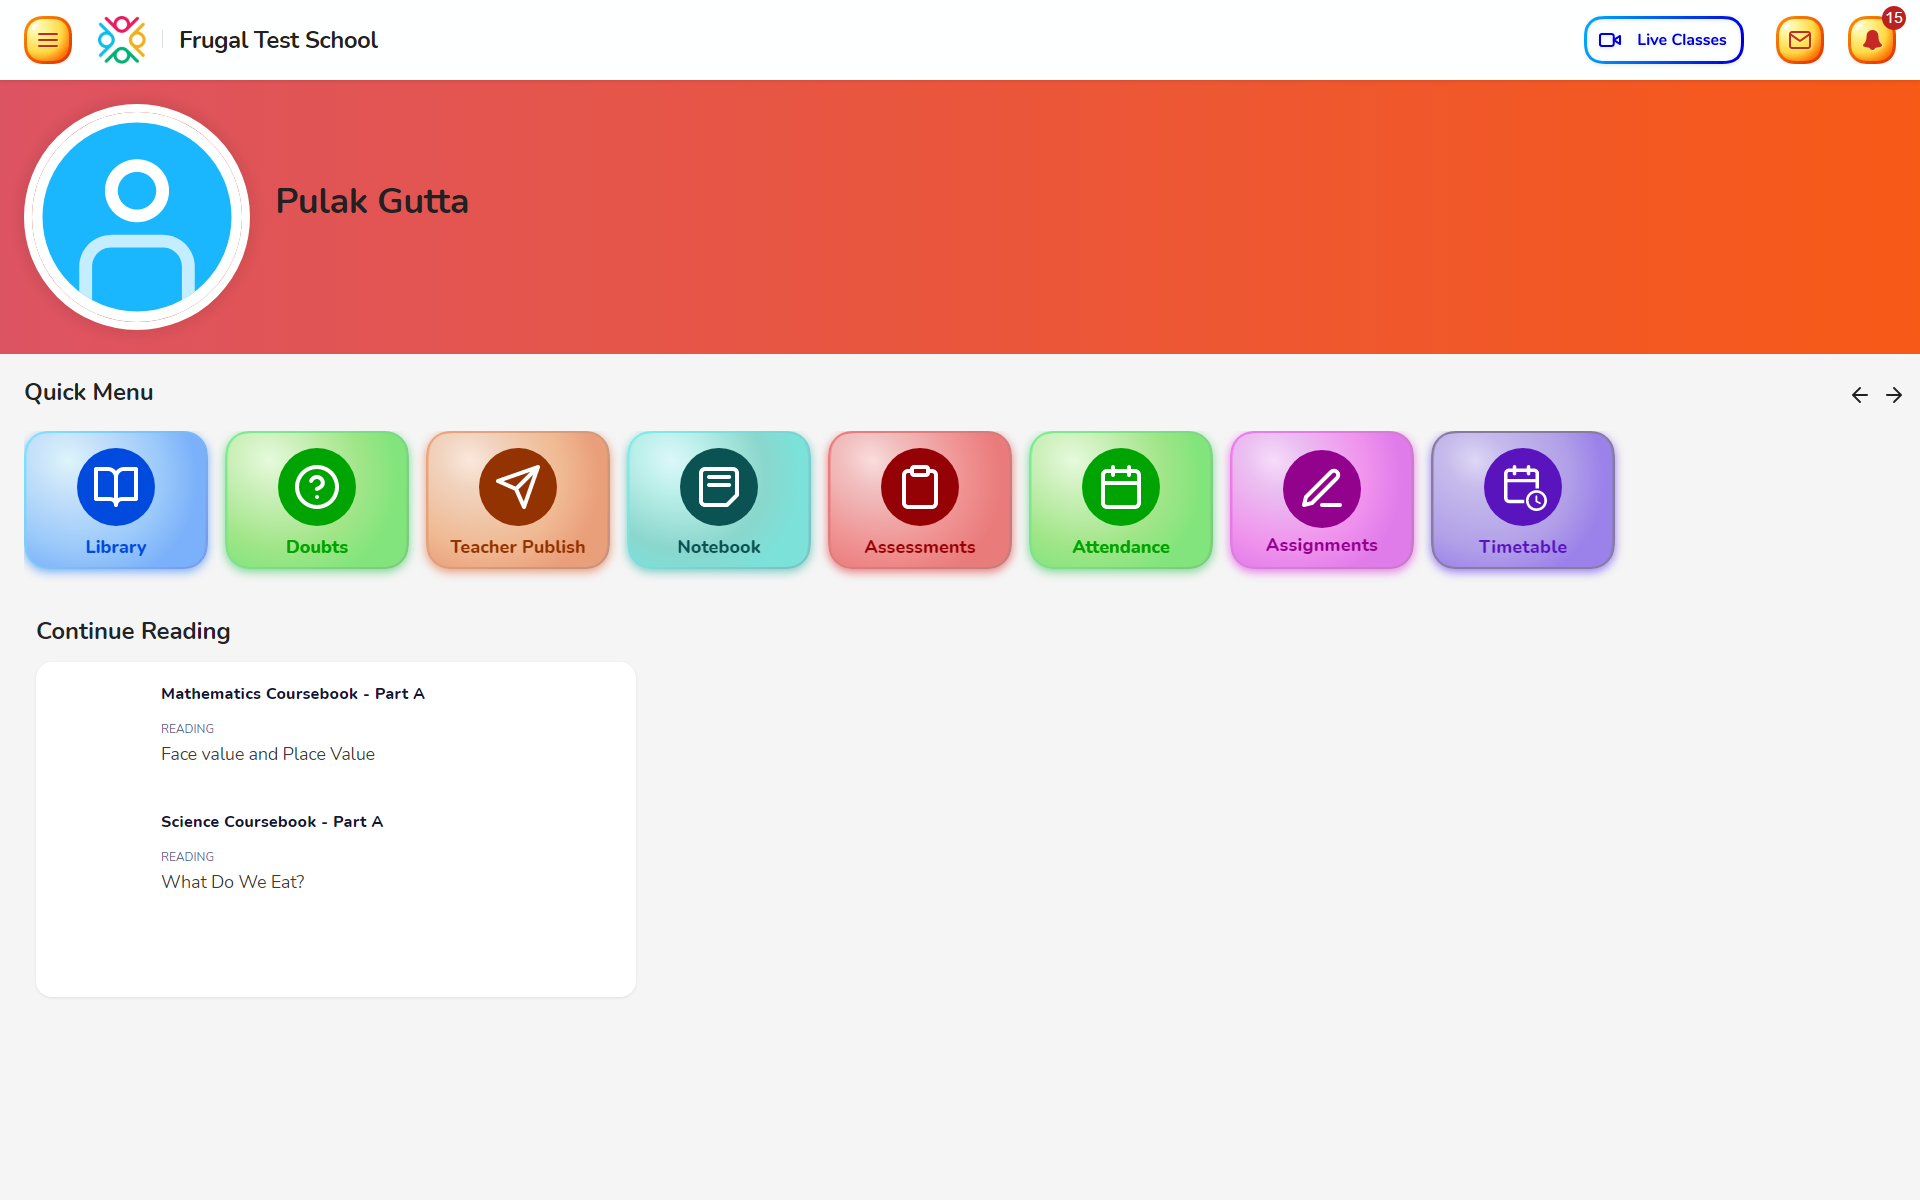 Frugal Test School
Live Classes
15
Pulak Gutta
Quick Menu
Library
Doubts
Teacher Publish
Notebook
Assessments
Attendance
Assignments
Timetable
Continue Reading
Mathematics Coursebook - Part A
READING
Face value and Place Value
Science Coursebook - Part A
READING
What Do We Eat?